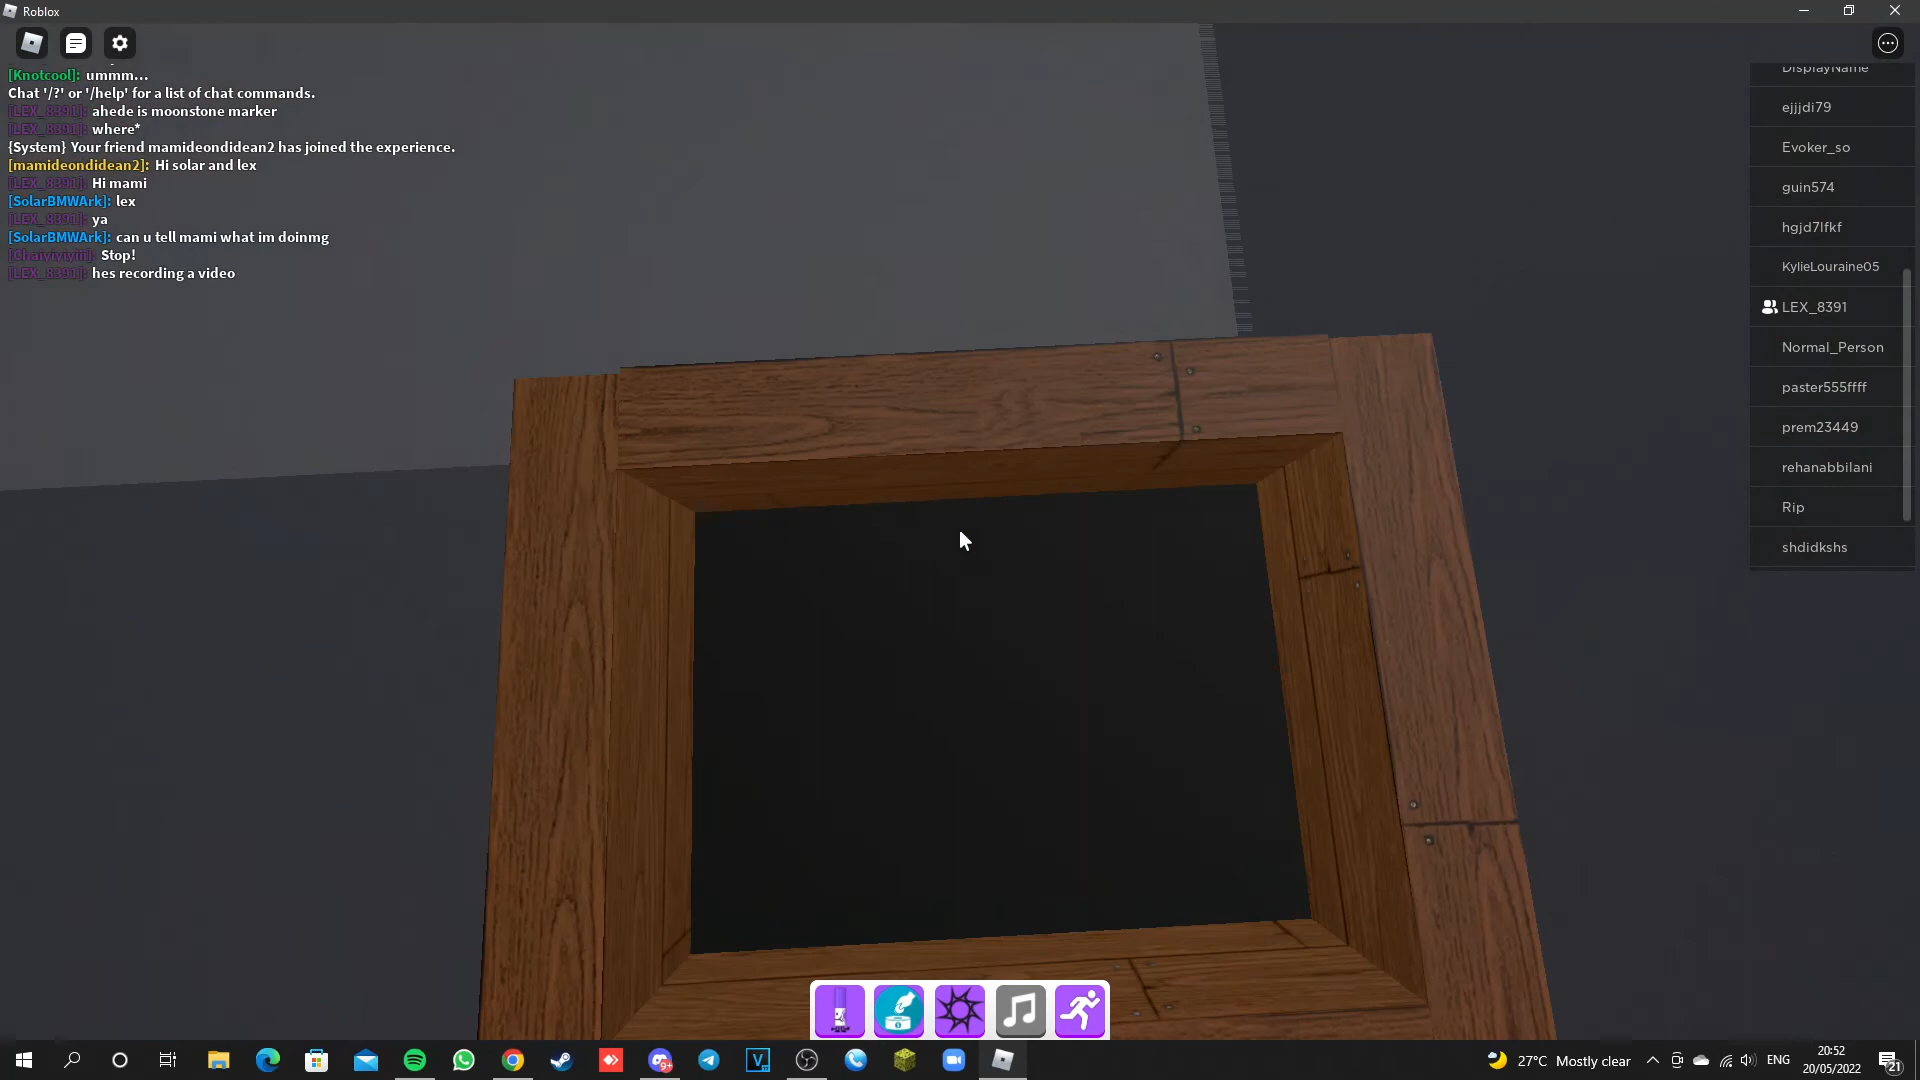 Roblox
[Knotcool]: ummm...
Chat '/?' or '/help' for a list of chat commands.
[LEX_8391]: ahede is moonstone marker
[LEX_8391]: where*
{System} Your friend mamideondidean2 has joined the experience.
[mamideondidean2]: Hi solar and lex
[LEX_8391]: Hi mami
[SolarBMWArk]: lex
[LEX_8391]: ya
[SolarBMWArk]: can u tell mami what im doinmg
Stop!
[LEX_8391]: hes recording a video
DisplayName
ejjjdi79
Evoker_so
guin574
hgjd7lfkf
KylieLouraine05
LEX_8391
Normal_Person
paster555ffff
prem23449
rehanabbilani
Rip
shdidkshs
9+
27°C Mostly clear
ENG
20:52
20/05/2022
21